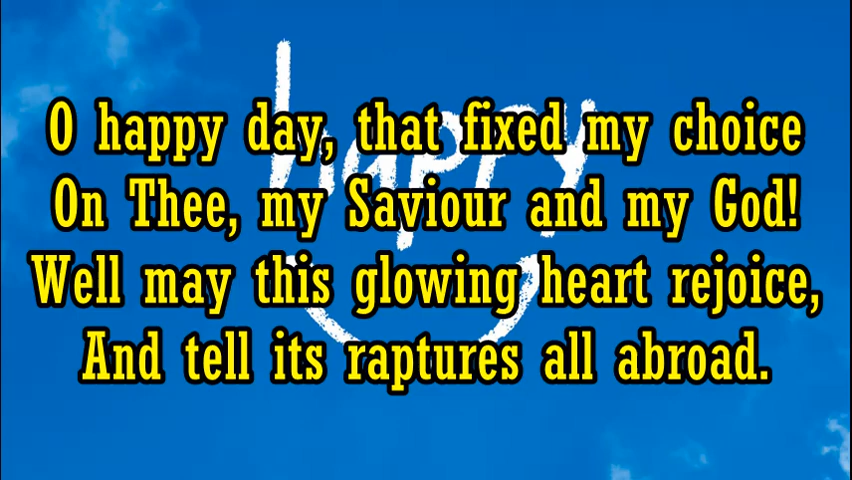 happy
O happy day, that fixed my choice
On Thee, my Saviour and my God!
Well may this glowing heart rejoice,
And tell its raptures all abroad.